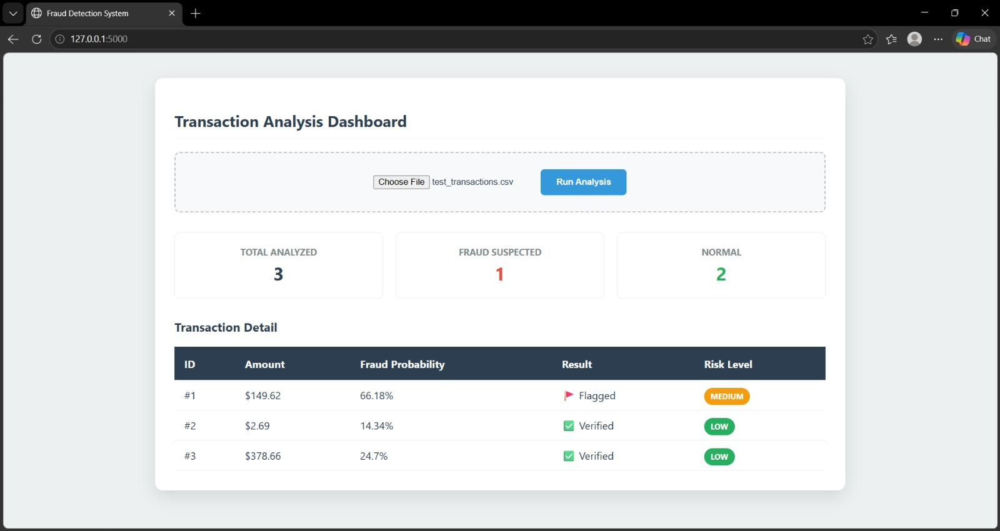 Fraud Detection System
127.0.0.1:5000
Chat
Transaction Analysis Dashboard
Choose File test_transactions.csv Run Analysis
TOTAL ANALYZED FRAUD SUSPECTED NORMAL
3 1 2
Transaction Detail
ID Amount Fraud Probability Result Risk Level
#1 $149.62 66.18% Flagged MEDIUM
#2 $2.69 14.34% Verified LOW
#3 $378.66 24.7% Verified LOW